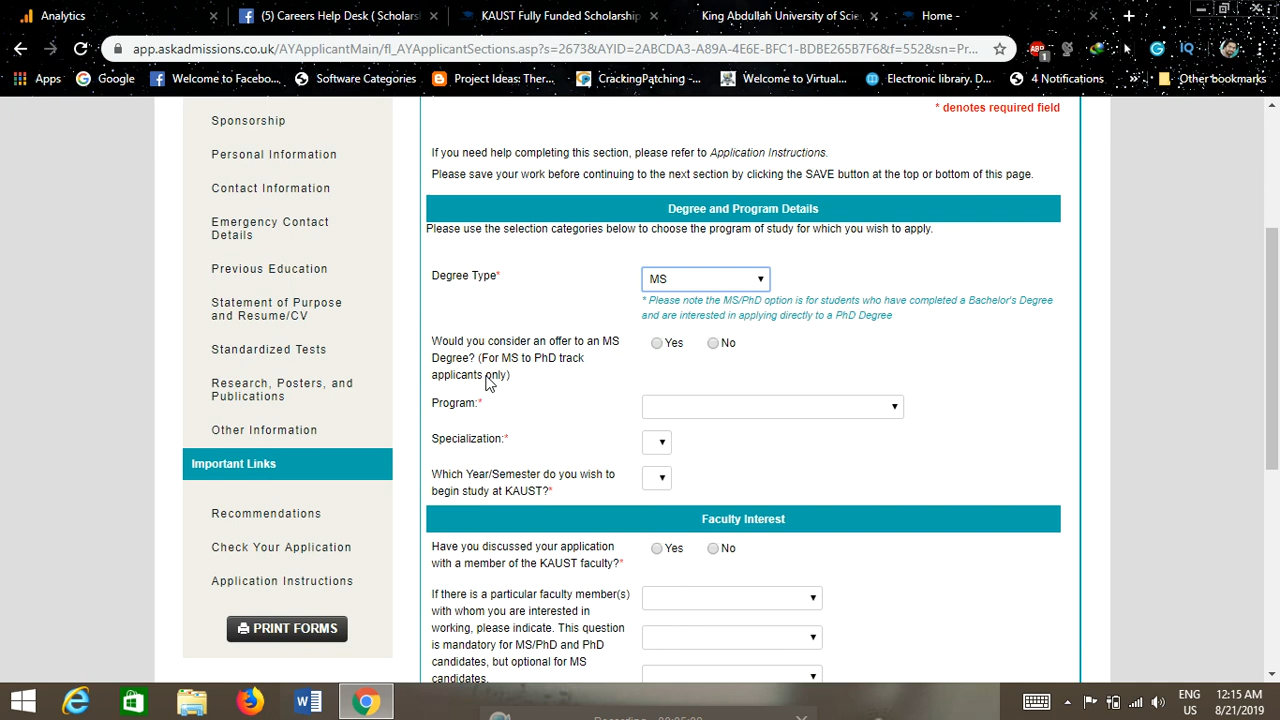 Analytics
(5) Careers Help Desk ( Scholars
KAUST Fully Funded Scholarship
King Abdullah University of Scie
Home -
app.askadmissions.co.uk/AYApplicantMain/fl_AYApplicantSections.asp?s=2673&AYID=2ABCDA3-A89A-4E6E-BFC1-BDBE265B7F6&f=552&sn=Pr...
ABP
1
IQ
Apps
Google
Welcome to Facebo...
Software Categories
Project Ideas: Ther...
CrackingPatching -...
Welcome to Virtual...
Electronic library. D...
4 Notifications
»
Other bookmarks
* denotes required field
Sponsorship
Personal Information
Contact Information
Emergency Contact
Details
Previous Education
Statement of Purpose
and Resume/CV
Standardized Tests
Research, Posters, and
Publications
Other Information
Important Links
Recommendations
Check Your Application
Application Instructions
PRINT FORMS
If you need help completing this section, please refer to Application Instructions.
Please save your work before continuing to the next section by clicking the SAVE button at the top or bottom of this page.
Degree and Program Details
Please use the selection categories below to choose the program of study for which you wish to apply.
Degree Type*
MS
* Please note the MS/PhD option is for students who have completed a Bachelor's Degree
and are interested in applying directly to a PhD Degree
Would you consider an offer to an MS
Degree? (For MS to PhD track
applicants only)
Yes No
Program:*
Specialization:*
Which Year/Semester do you wish to
begin study at KAUST?*
Faculty Interest
Have you discussed your application
with a member of the KAUST faculty?*
Yes No
If there is a particular faculty member(s)
with whom you are interested in
working, please indicate. This question
is mandatory for MS/PhD and PhD
candidates, but optional for MS
candidates.
ENG
US
12:15 AM
8/21/2019